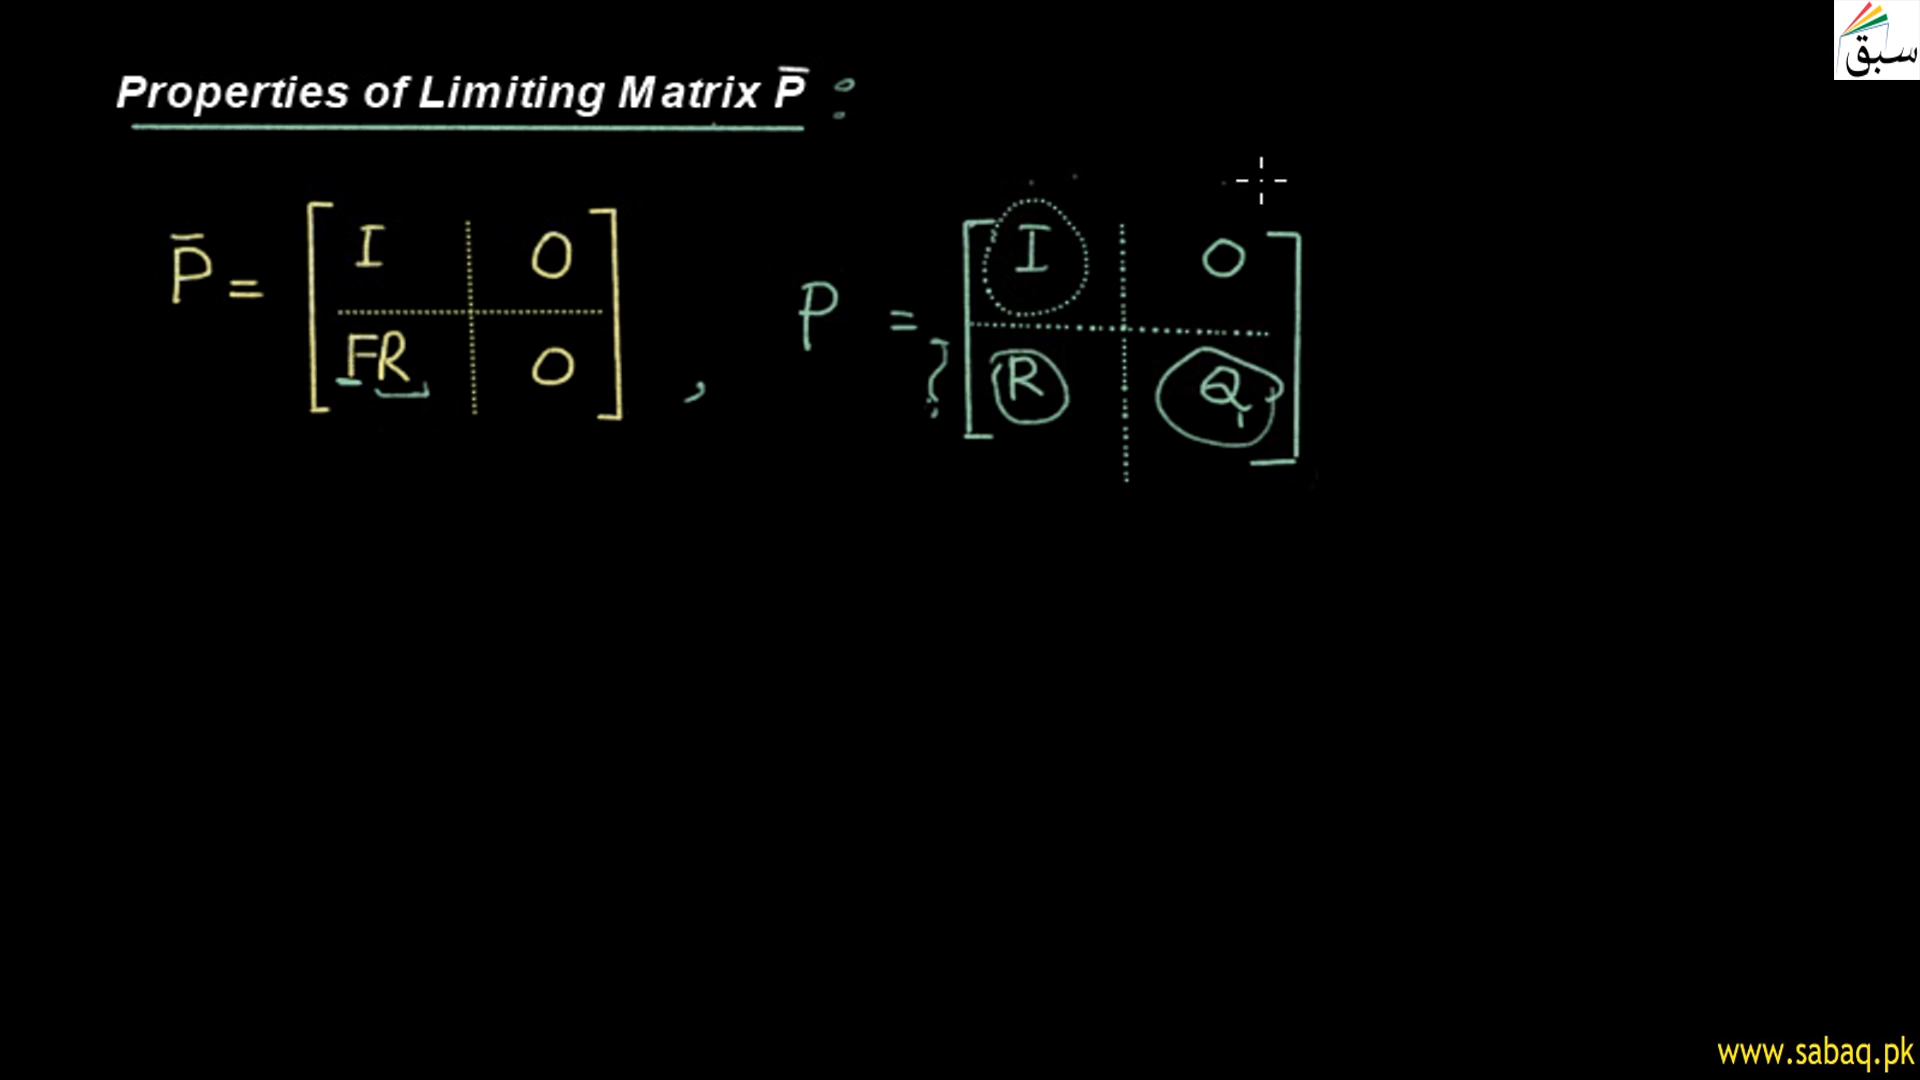 سبق
Properties of Limiting Matrix P̄ :
P̄ = [ I 0
FR 0 ] ,
P = [ I 0
R Q ]
?
www.sabaq.pk